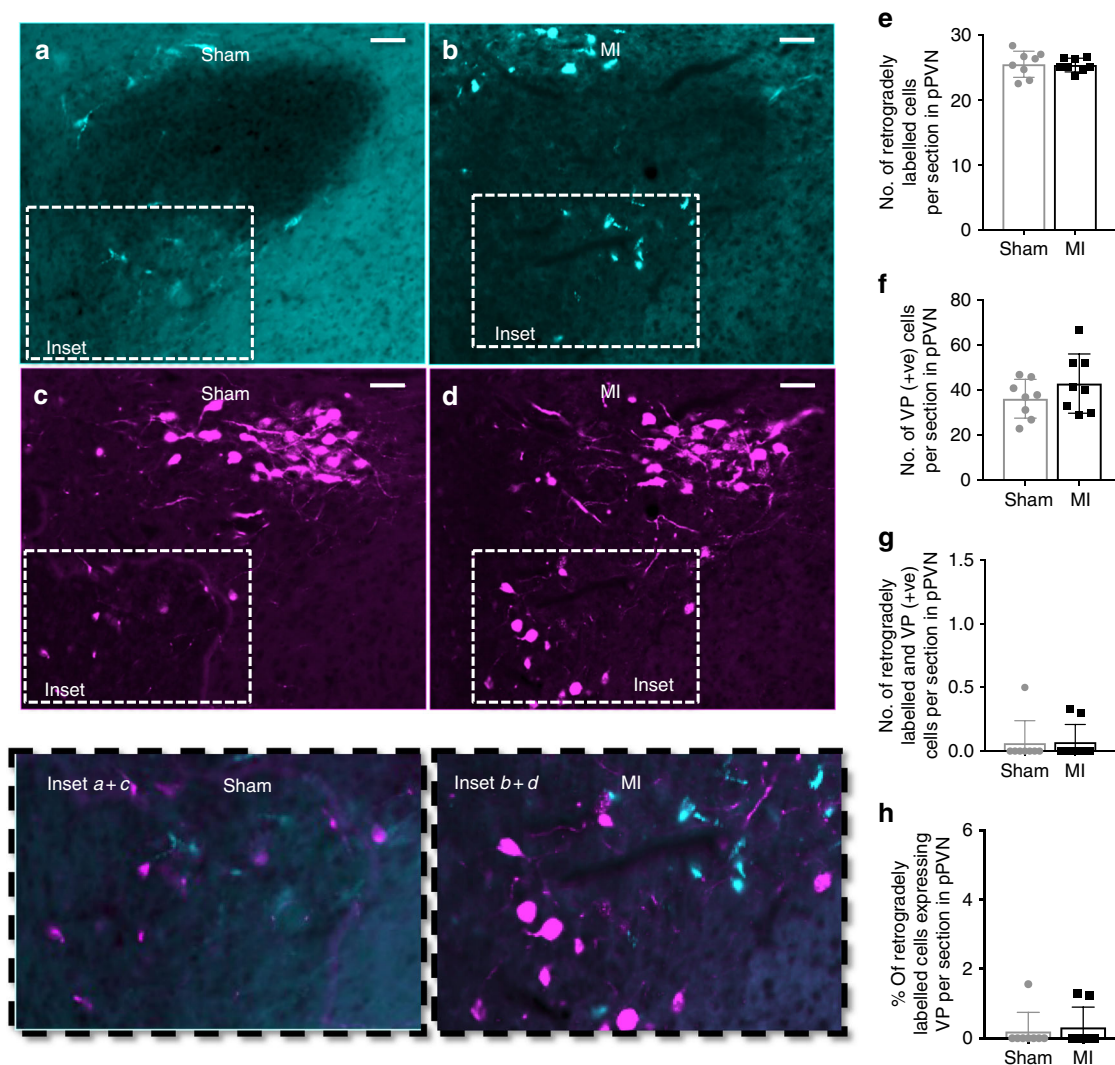 a
Sham
b
MI
c
Sham
d
MI
Inset
Inset
Inset
Inset
Inset a + c
Sham
Inset b + d
MI
e
No. of retrogradely
labelled cells
per section in pPVN
30
20
10
0
Sham
MI
f
No. of VP (+ve) cells
per section in pPVN
80
60
40
20
0
Sham
MI
g
No. of retrogradely
labelled and VP (+ve)
cells per section in pPVN
1.5
1.0
0.5
0.0
Sham
MI
h
% Of retrogradely
labelled cells expressing
VP per section in pPVN
6
4
2
0
Sham
MI